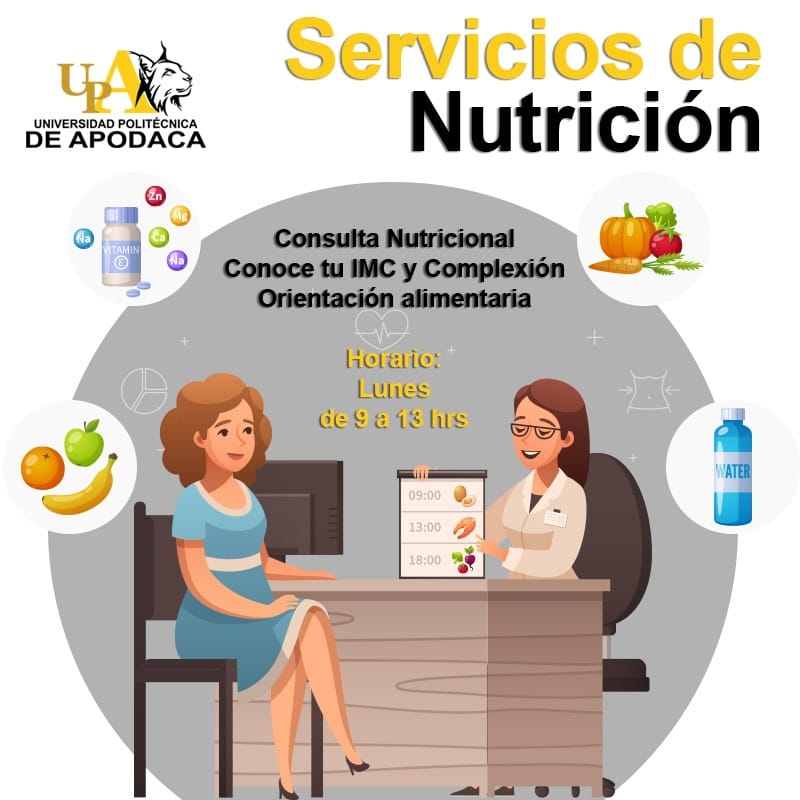 Servicios de
Nutrición
UPA
UNIVERSIDAD POLITÉCNICA
DE APODACA
Zn
Mg
Na
Ca
Na
VITAMIN
E
Consulta Nutricional
Conoce tu IMC y Complexión
Orientación alimentaria
Horario:
Lunes
de 9 a 13 hrs
WATER
09:00
13:00
18:00